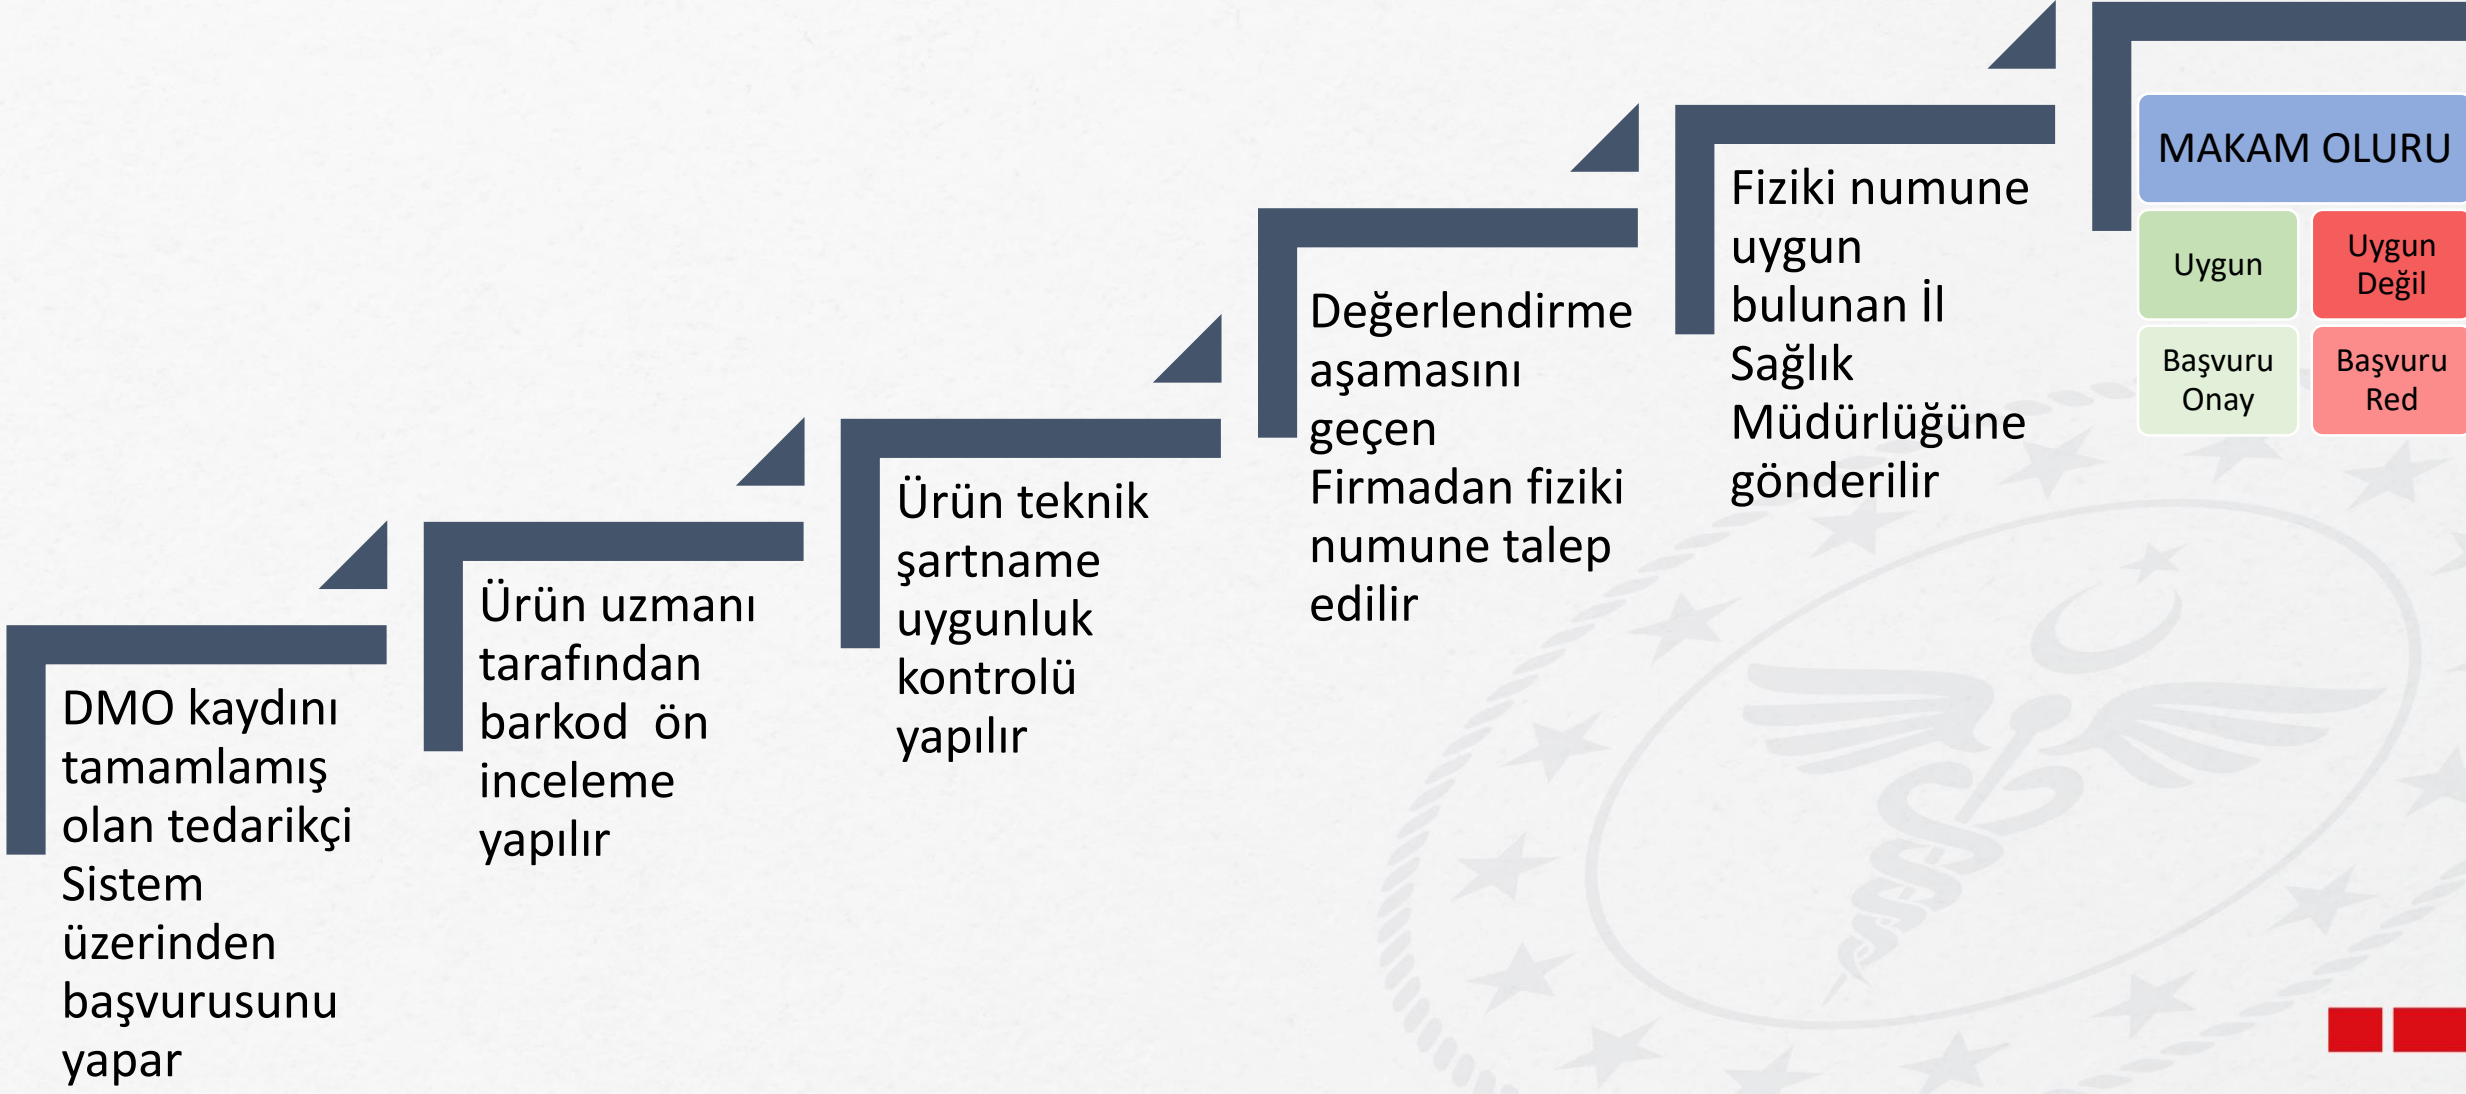 DMO kaydını
tamamlamış
olan tedarikçi
Sistem
üzerinden
başvurusunu
yapar
Ürün uzmanı
tarafından
barkod  ön
inceleme
yapılır
Ürün teknik
şartname
uygunluk
kontrolü
yapılır
Değerlendirme
aşamasını
geçen
Firmadan fiziki
numune talep
edilir
Fiziki numune
uygun
bulunan İl
Sağlık
Müdürlüğüne
gönderilir
MAKAM OLURU
Uygun
Uygun
Değil
Başvuru
Onay
Başvuru
Red